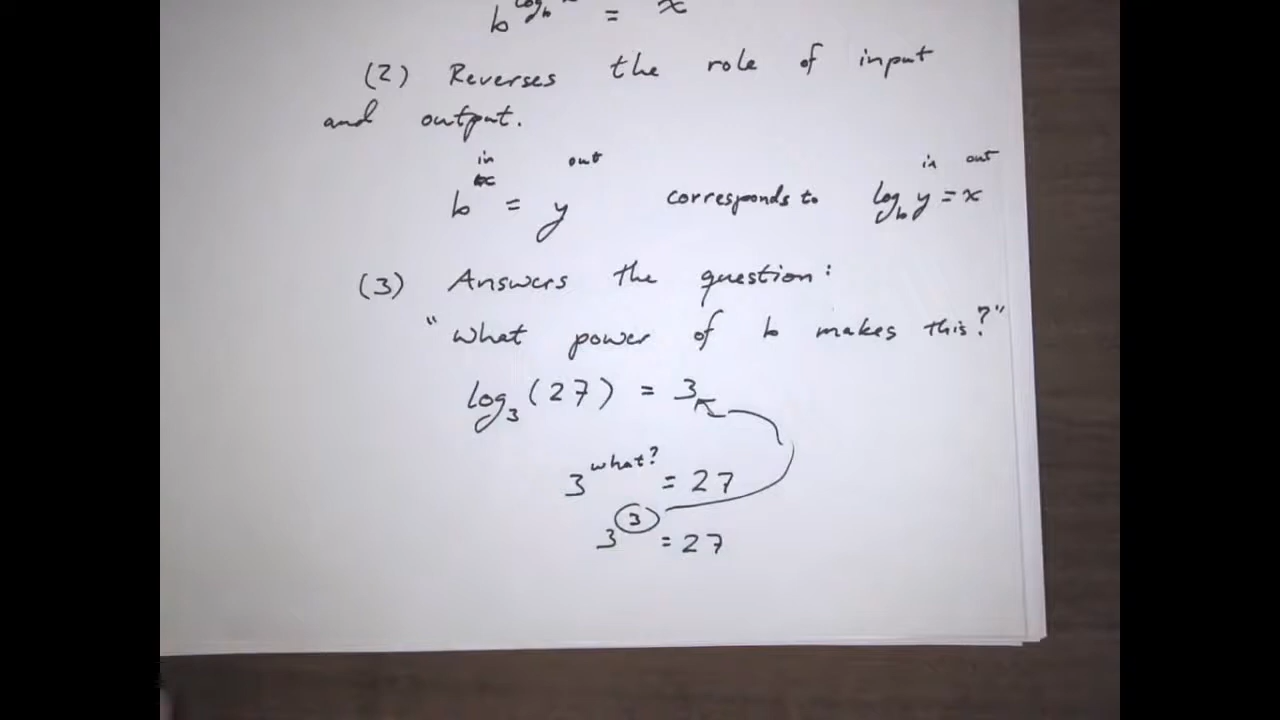 b^log_b x = x
(2) Reverses the role of input
and output.
in out in out
b^x = y corresponds to log_b y = x
(3) Answers the question:
"What power of b makes this?"
log_3 (27) = 3
3^what? = 27
3^3 = 27